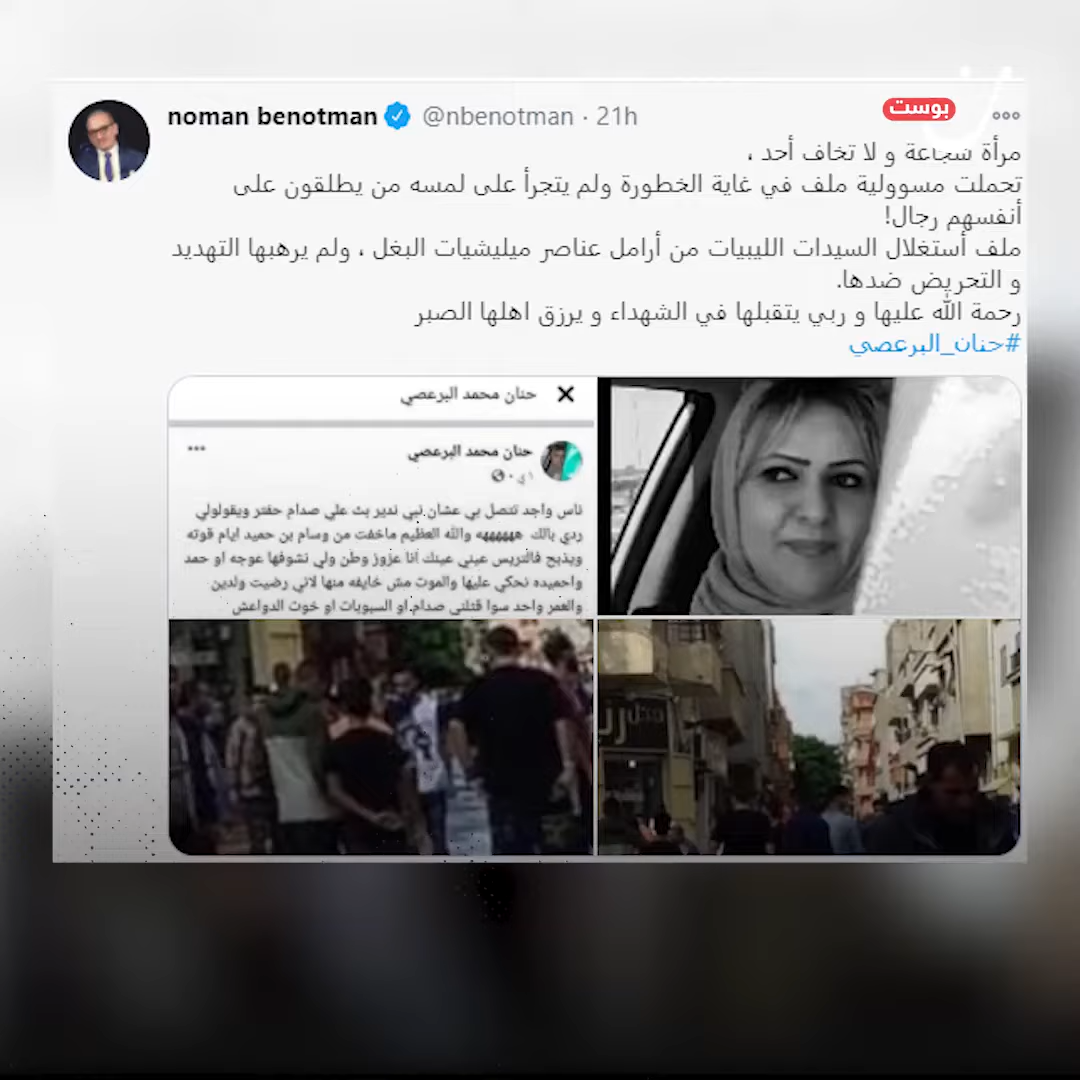 noman benotman @nbenotman · 21h
بوست
مرأة شجاعة و لا تخاف أحد ،
تحملت مسوولية ملف في غاية الخطورة ولم يتجرأ على لمسه من يطلقون على
أنفسهم رجال!
ملف أستغلال السيدات الليبيات من أرامل عناصر ميليشيات البغل ، ولم يرهبها التهديد
و التحريض ضدها.
رحمة الله عليها و ربي يتقبلها في الشهداء و يرزق اهلها الصبر
#حنان_البرعصي
حنان محمد البرعصي
حنان محمد البرعصي
ناس واجد تتصل بي عشان نبي ندير بث علي صدام حفتر ويقولولي
ردي بالك هههههه والله العظيم ماخفت من وسام بن حميد ايام قوته
ويذبح فالتريس عيني عينك انا عزوز وطن ولي نشوفها عوجه او حمد
واحميده نحكي عليها والموت مش خايفه منها لاني رضيت ولدين
والعمر واحد سوا قتلني صدام او السبوبات او خوت الدواعش